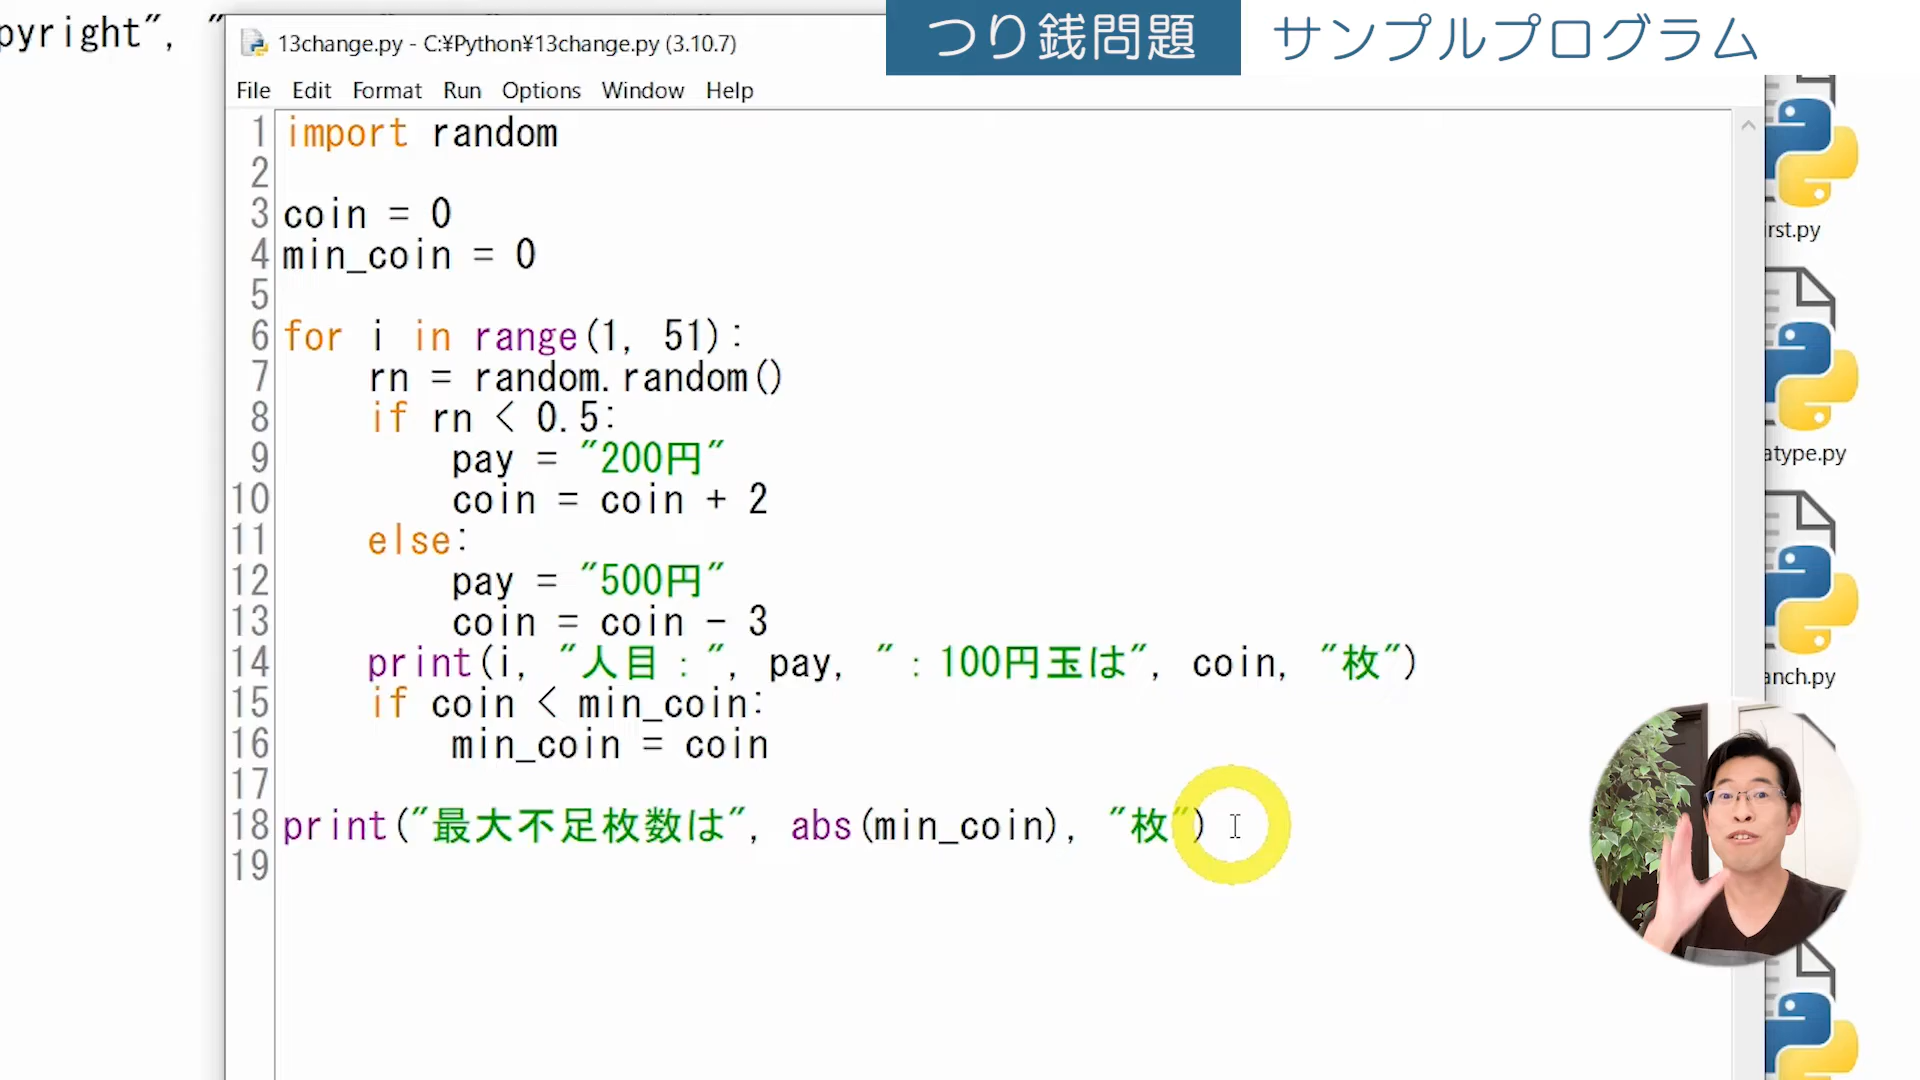 pyright", "
13change.py - C:¥Python¥13change.py (3.10.7)
つり銭問題 サンプルプログラム
File Edit Format Run Options Window Help
1 import random
2
3 coin = 0
4 min_coin = 0
5
6 for i in range(1, 51):
7 rn = random.random()
8 if rn < 0.5:
9 pay = "200円"
10 coin = coin + 2
11 else:
12 pay = "500円"
13 coin = coin - 3
14 print(i, "人目：", pay, "：100円玉は", coin, "枚")
15 if coin < min_coin:
16 min_coin = coin
17
18 print("最大不足枚数は", abs(min_coin), "枚")
19
irst.py
atype.py
anch.py